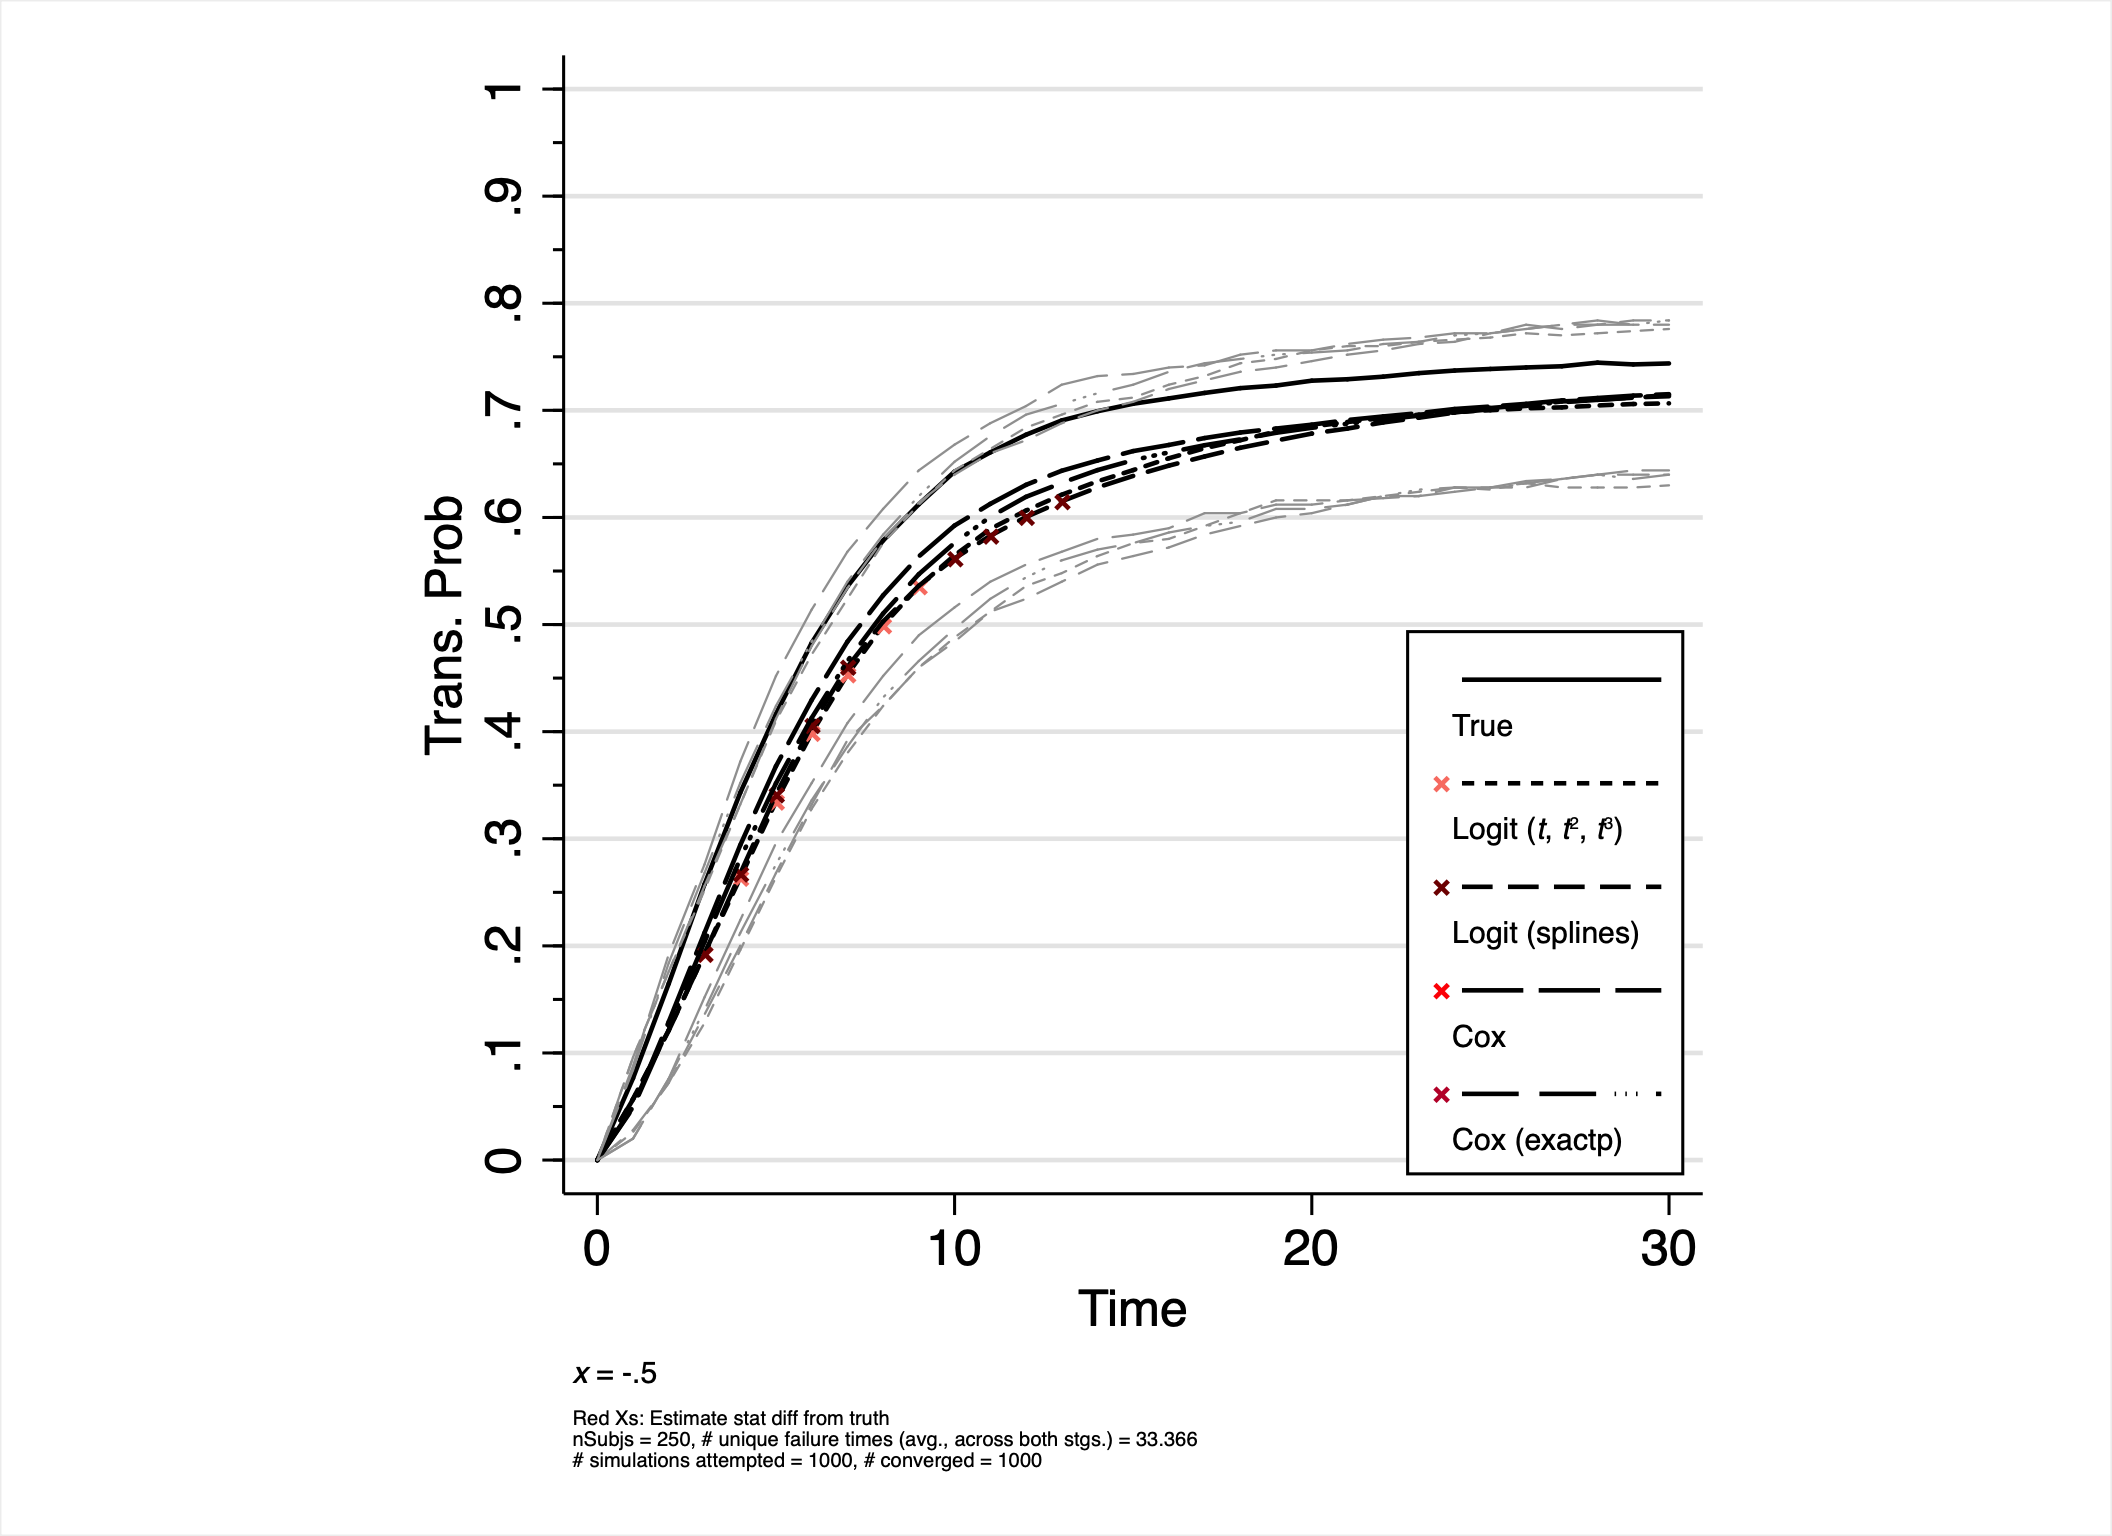 1
.9
.8
.7
.6
.5
.4
.3
.2
.1
0
Trans. Prob
True
Logit (t, t², t³)
Logit (splines)
Cox
Cox (exactp)
0 10 20 30
Time
x = -.5
Red Xs: Estimate stat diff from truth
nSubjs = 250, # unique failure times (avg., across both stgs.) = 33.366
# simulations attempted = 1000, # converged = 1000